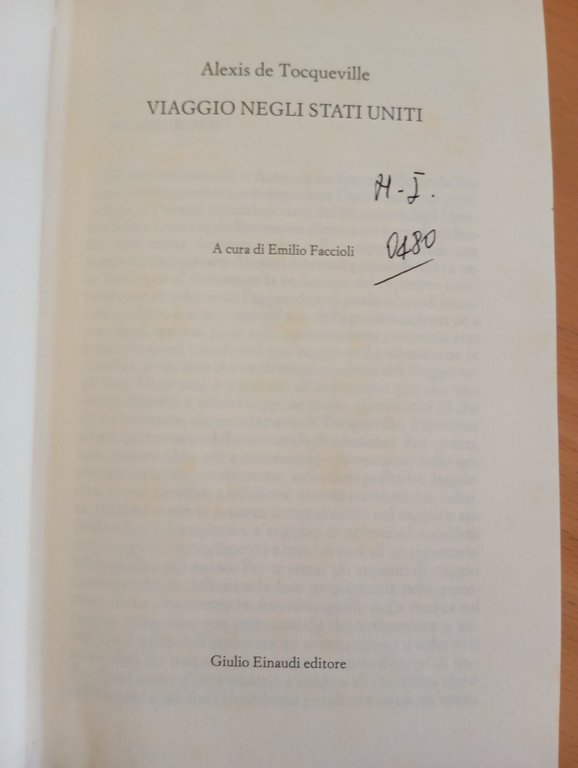 Alexis de Tocqueville
VIAGGIO NEGLI STATI UNITI
M-I.
A cura di Emilio Faccioli
0480
Giulio Einaudi editore